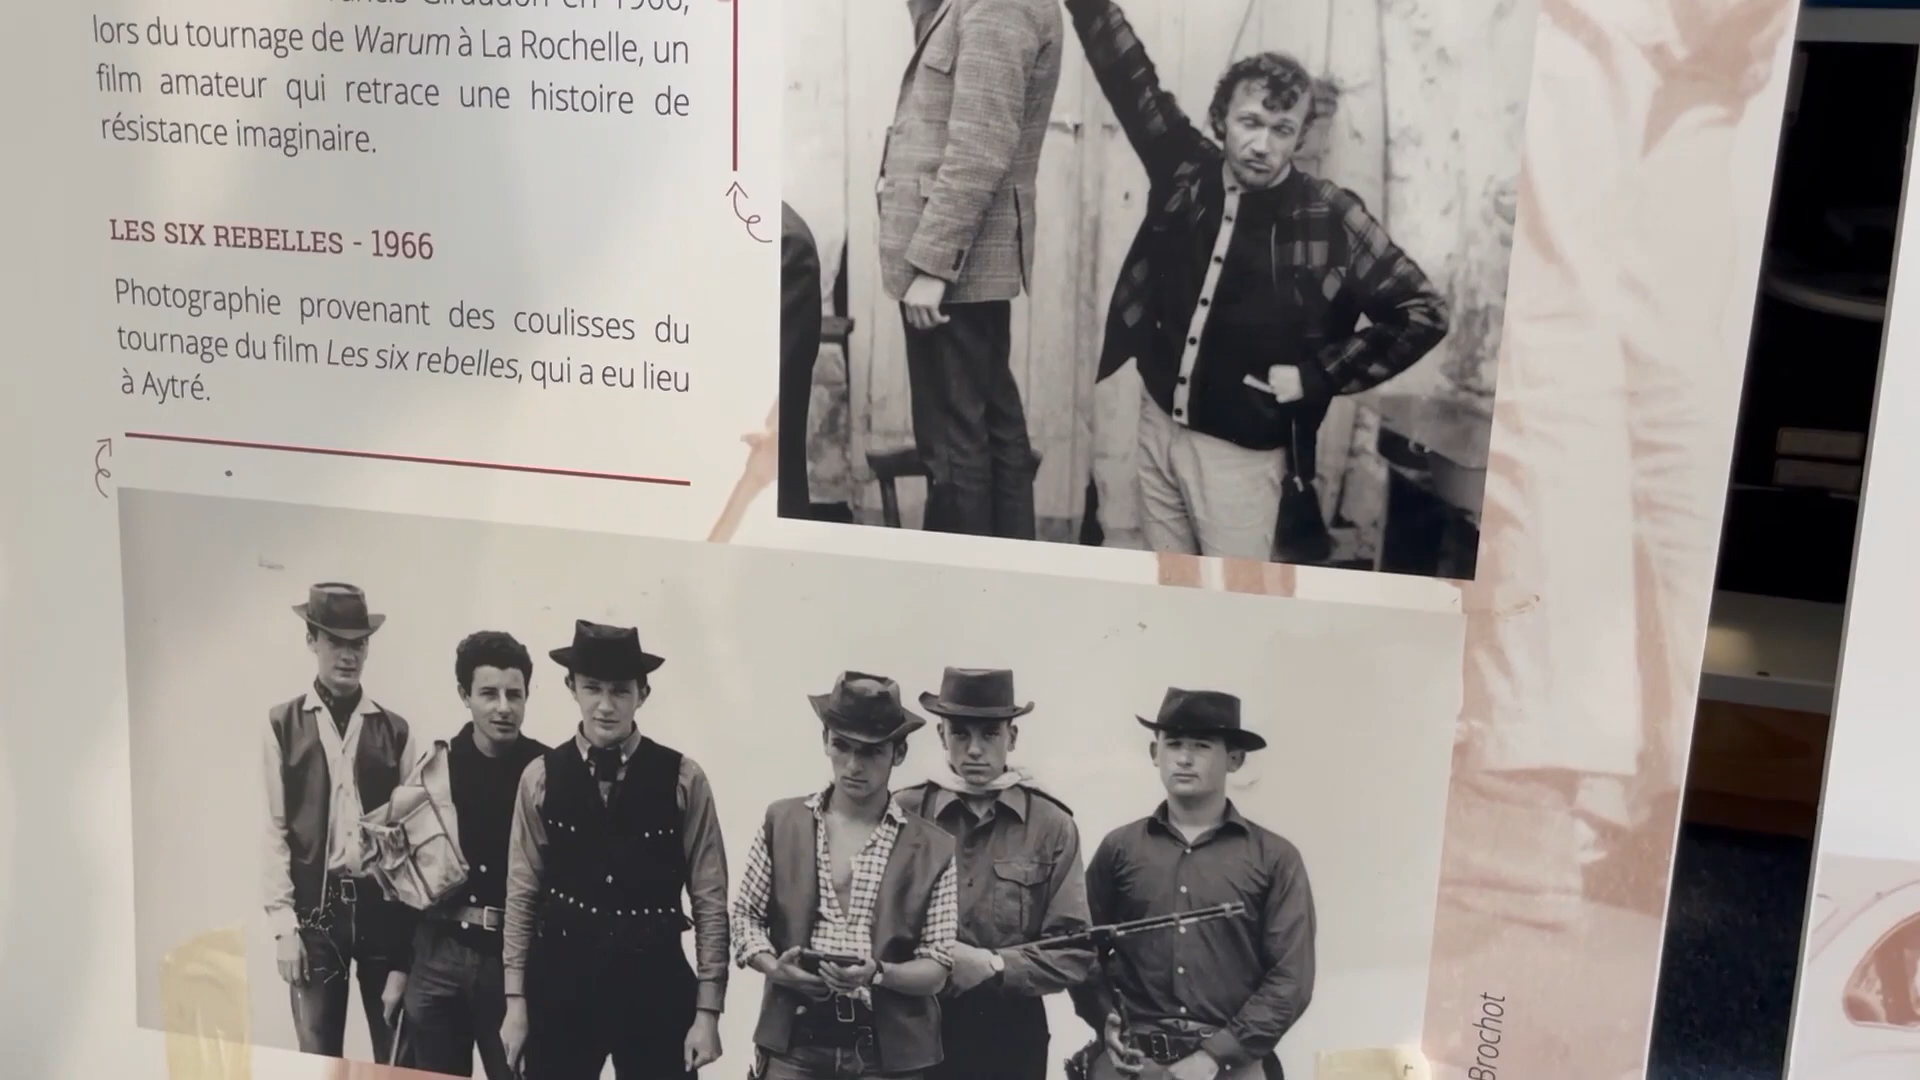 lors du tournage de Warum à La Rochelle, un
film amateur qui retrace une histoire de
résistance imaginaire.
LES SIX REBELLES - 1966
Photographie provenant des coulisses du
tournage du film Les six rebelles, qui a eu lieu
à Aytré.
Brochot